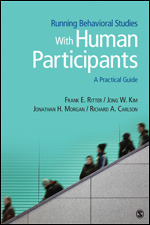 Running Behavioral Studies
With Human
Participants
A Practical Guide
Frank E. Ritter / Jong W. Kim
Jonathan H. Morgan / Richard A. Carlson